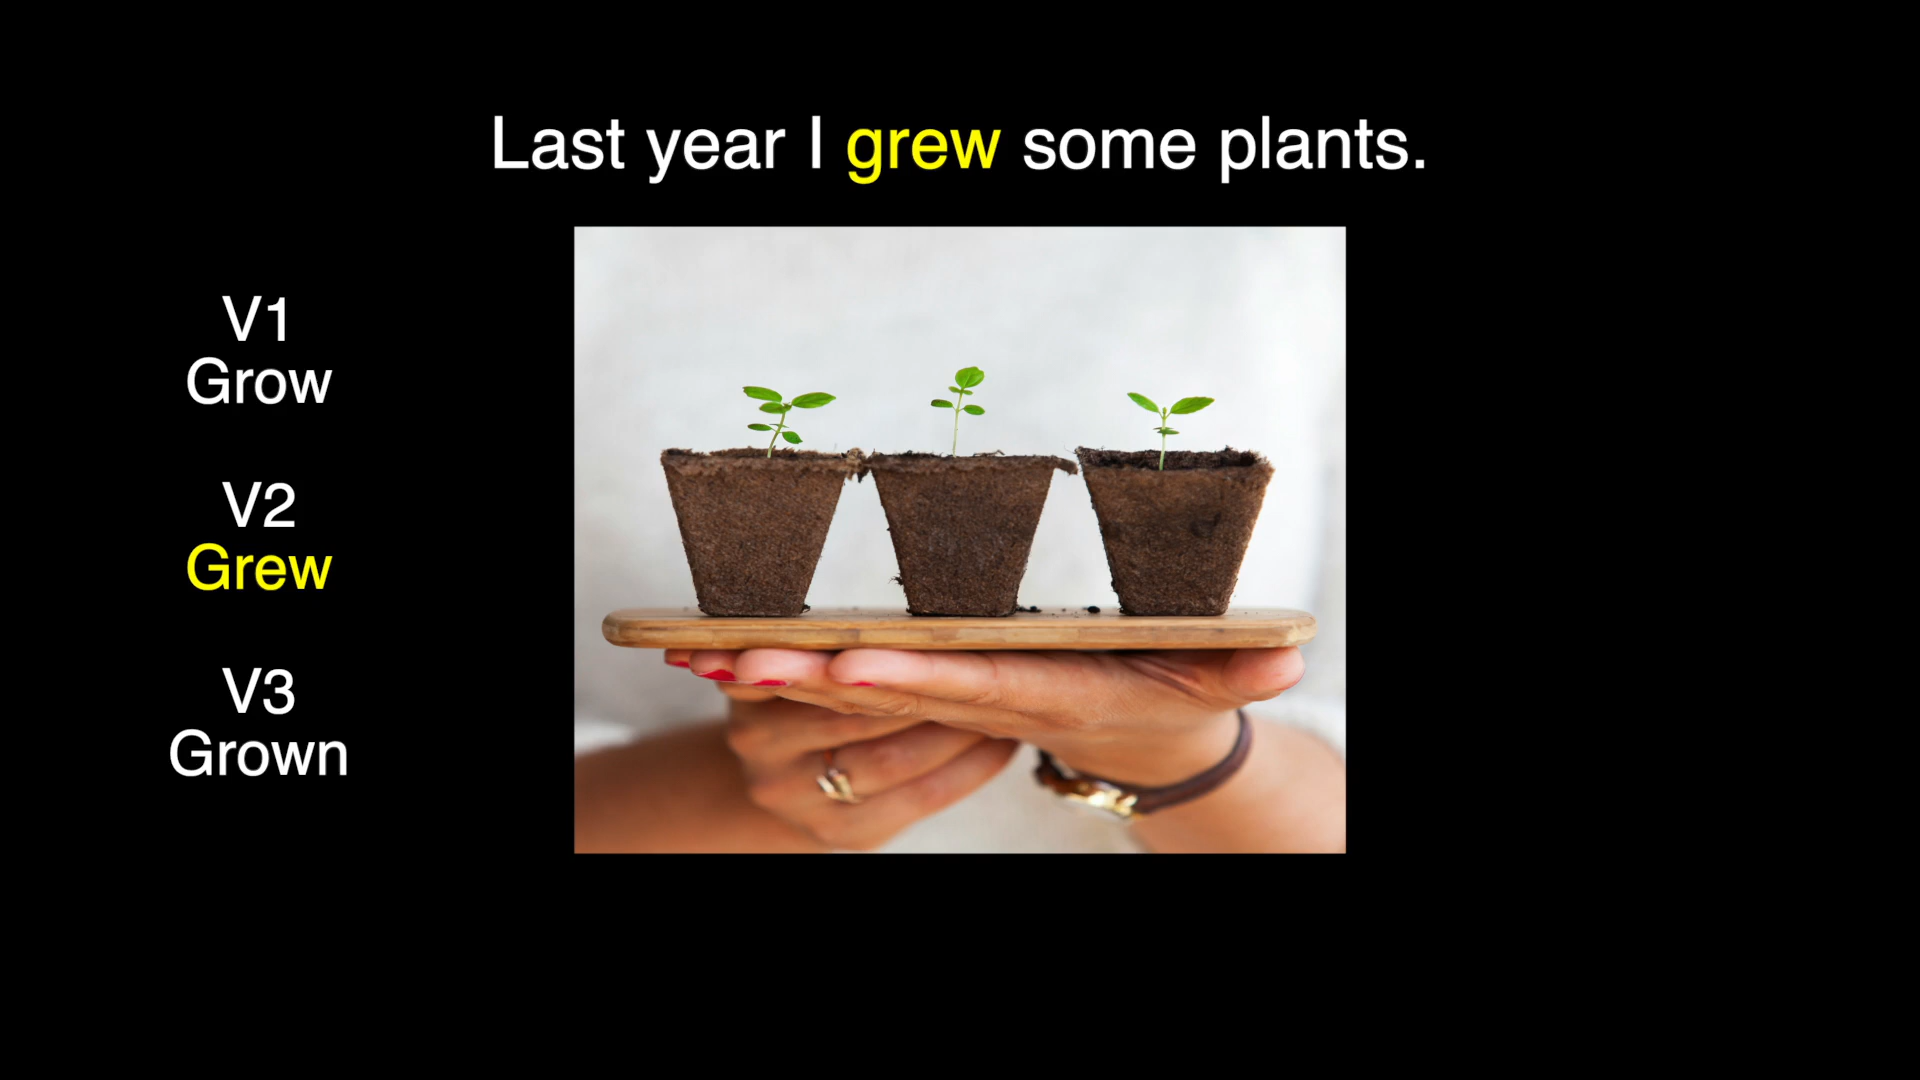 Last year I grew some plants.
V1
Grow
V2
Grew
V3
Grown